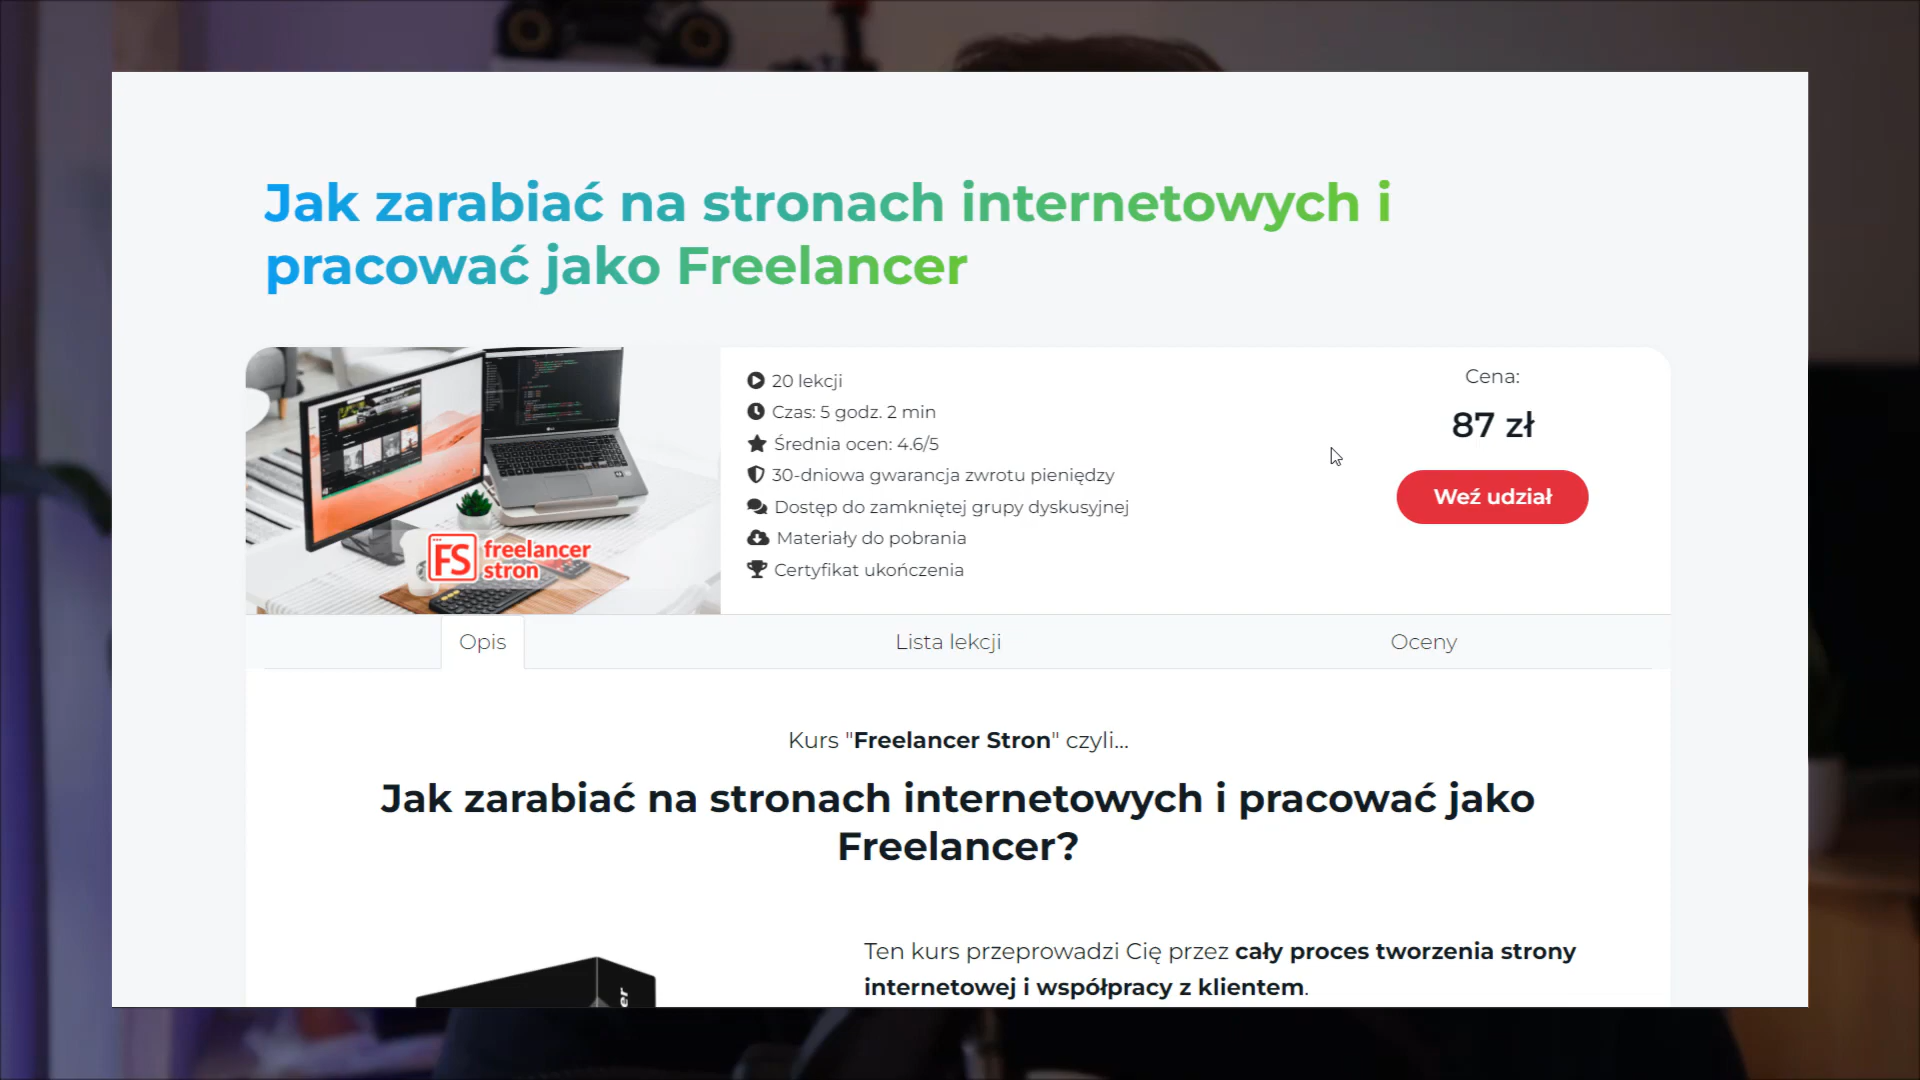 Jak zarabiać na stronach internetowych i
pracować jako Freelancer
20 lekcji
Czas: 5 godz. 2 min
Średnia ocen: 4.6/5
30-dniowa gwarancja zwrotu pieniędzy
Dostęp do zamkniętej grupy dyskusyjnej
Materiały do pobrania
Certyfikat ukończenia
Cena:
87 zł
Weź udział
FS freelancer
stron
Opis
Lista lekcji
Oceny
Kurs "Freelancer Stron" czyli...
Jak zarabiać na stronach internetowych i pracować jako
Freelancer?
Ten kurs przeprowadzi Cię przez cały proces tworzenia strony
internetowej i współpracy z klientem.